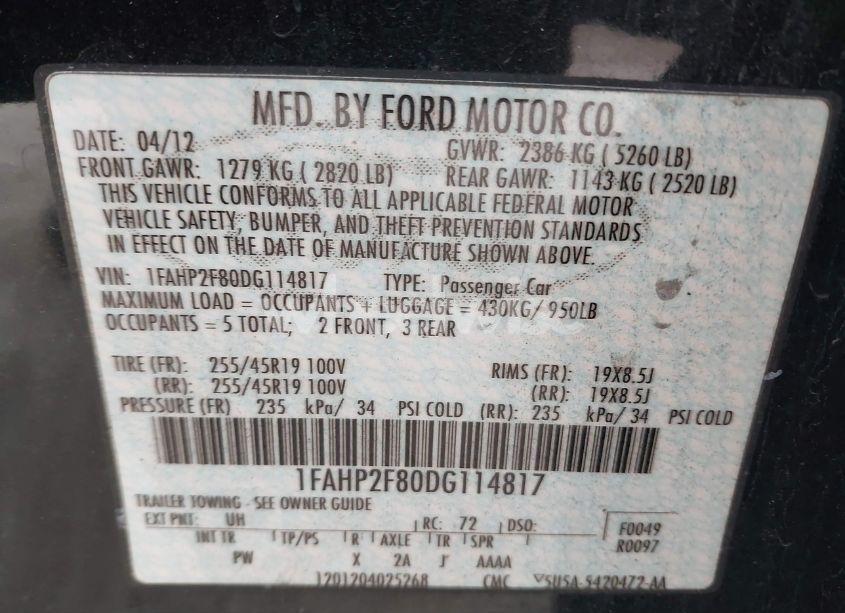 MFD. BY FORD MOTOR CO.
DATE: 04/12 GVWR: 2386 KG ( 5260 LB)
FRONT GAWR: 1279 KG ( 2820 LB) REAR GAWR: 1143 KG ( 2520 LB)
THIS VEHICLE CONFORMS TO ALL APPLICABLE FEDERAL MOTOR
VEHICLE SAFETY, BUMPER, AND THEFT PREVENTION STANDARDS
IN EFFECT ON THE DATE OF MANUFACTURE SHOWN ABOVE.
VIN: 1FAHP2F80DG114817 TYPE: Passenger Car
MAXIMUM LOAD = OCCUPANTS + LUGGAGE = 430KG/ 950LB
OCCUPANTS = 5 TOTAL; 2 FRONT, 3 REAR
TIRE (FR): 255/45R19 100V RIMS (FR): 19X8.5J
(RR): 255/45R19 100V (RR): 19X8.5J
PRESSURE (FR) 235 kPa/ 34 PSI COLD (RR): 235 kPa/ 34 PSI COLD
1FAHP2F80DG114817
TRAILER TOWING - SEE OWNER GUIDE
EXT PNT: UH RC: 72 DSO: F0049
INT TR TP/PS R AXLE TR SPR R0097
PW X 2A J AAAA
1201204025268 CMC 5U5A-5420472-AA